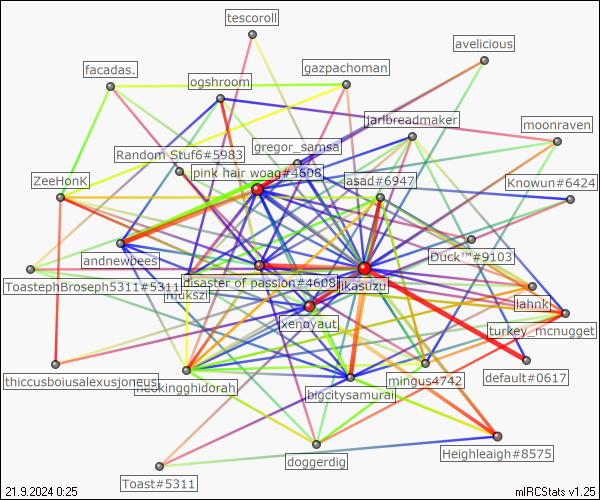 tescoroll
avelicious
facadas.
gazpachoman
ogshroom
jarlbreadmaker
moonraven
gregor_samsa
Random Stuf6#5983
pink hair woag#4608
ZeeHonK
asad#6947
Knowun#6424
andnewbees
Duck™#9103
ToastephBroseph5311#5311
disaster of passion#4608
jikasuzu
lahnk
xenoyaut
turkey_mcnugget
thiccusboiusalexusjoneus
neokingghidorah
bigcitysamurai
mingus4742
default#0617
doggerdig
Heighleaigh#8575
Toast#5311
21.9.2024 0:25
mIRCStats v1.25